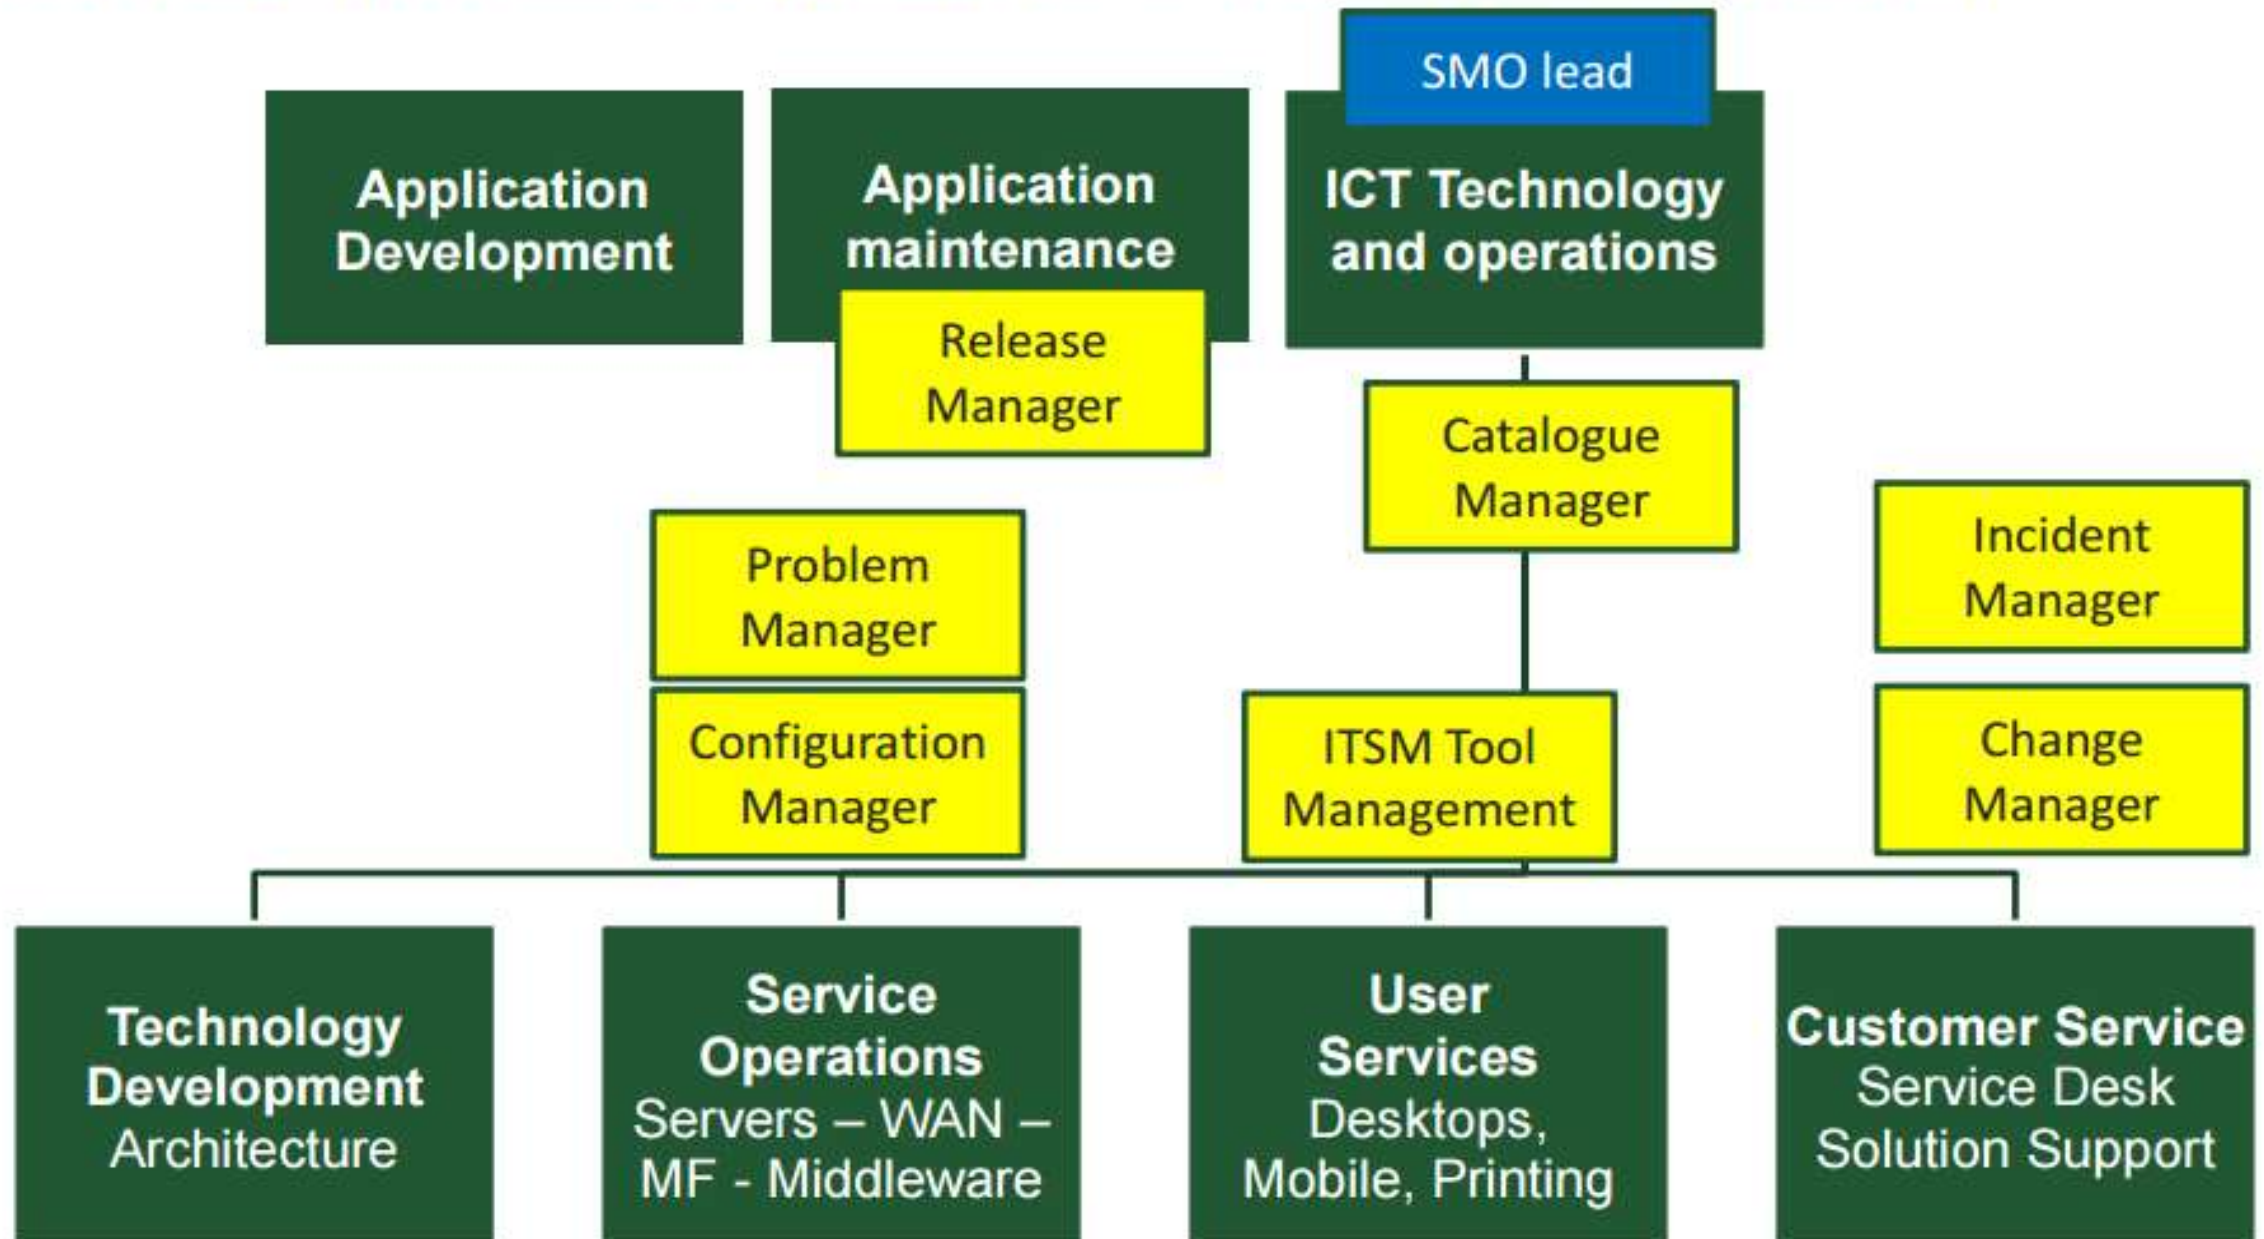 SMO lead
Application
Development
Application
maintenance
ICT Technology
and operations
Release
Manager
Catalogue
Manager
Problem
Manager
Incident
Manager
Configuration
Manager
ITSM Tool
Management
Change
Manager
Technology
Development
Architecture
Service
Operations
Servers – WAN –
MF - Middleware
User
Services
Desktops,
Mobile, Printing
Customer Service
Service Desk
Solution Support